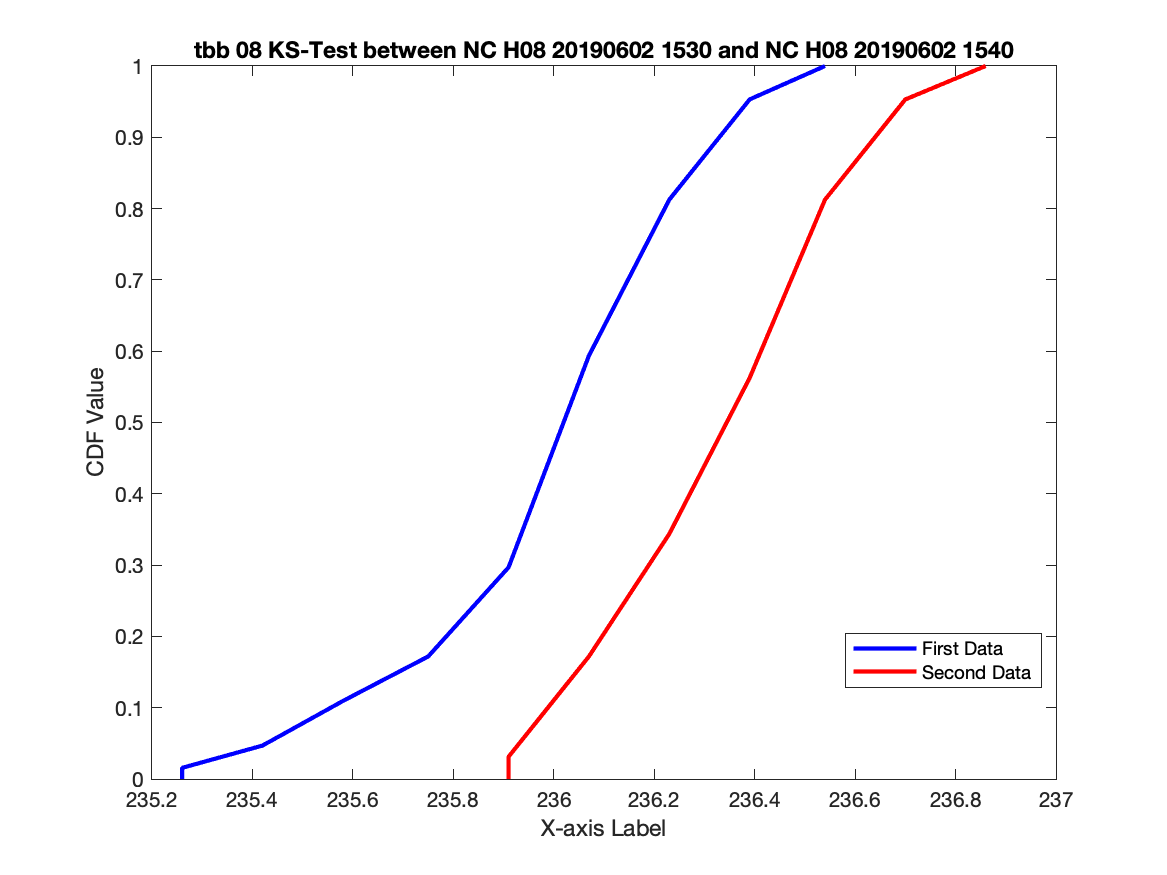 tbb 08 KS-Test between NC H08 20190602 1530 and NC H08 20190602 1540
1
0.9
0.8
0.7
0.6
0.5
0.4
0.3
0.2
0.1
0
CDF Value
First Data
Second Data
235.2 235.4 235.6 235.8 236 236.2 236.4 236.6 236.8 237
X-axis Label